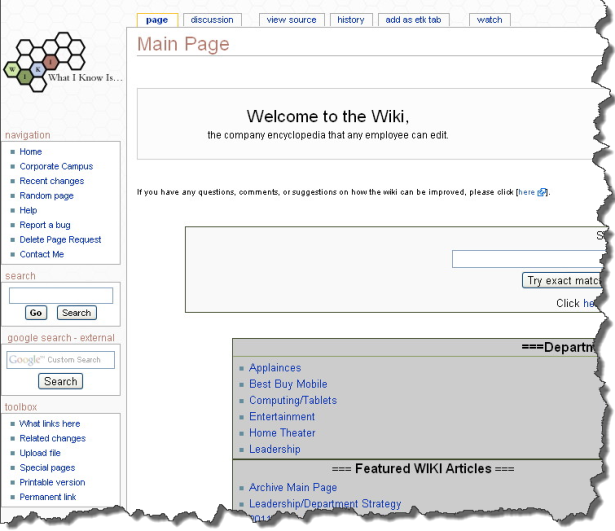 page discussion view source history add as etk tab watch
W I K I
What I Know Is...
Main Page
Welcome to the Wiki,
the company encyclopedia that any employee can edit.
If you have any questions, comments, or suggestions on how the wiki can be improved, please click [here].
navigation
Home
Corporate Campus
Recent changes
Random page
Help
Report a bug
Delete Page Request
Contact Me
search
Go Search
google search - external
Google™ Custom Search
Search
toolbox
What links here
Related changes
Upload file
Special pages
Printable version
Permanent link
Try exact matc
Click he
===Departm
Applainces
Best Buy Mobile
Computing/Tablets
Entertainment
Home Theater
Leadership
=== Featured WIKI Articles ===
Archive Main Page
Leadership/Department Strategy